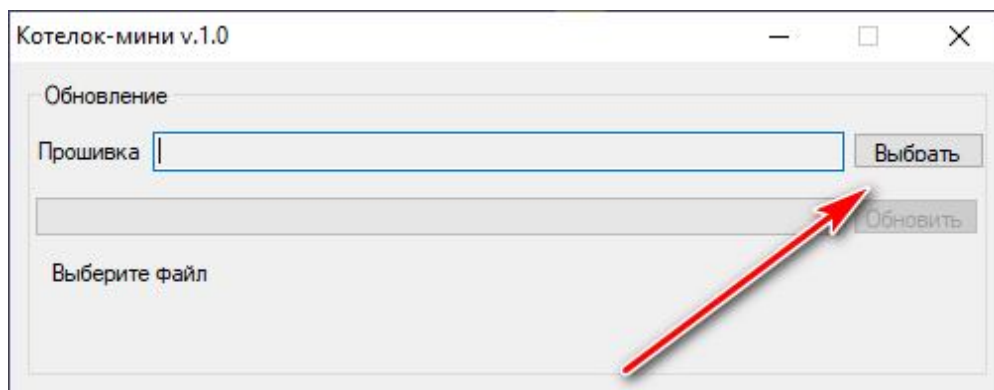 Котелок-мини v.1.0
Обновление
Прошивка Выбрать
Обновить
Выберите файл